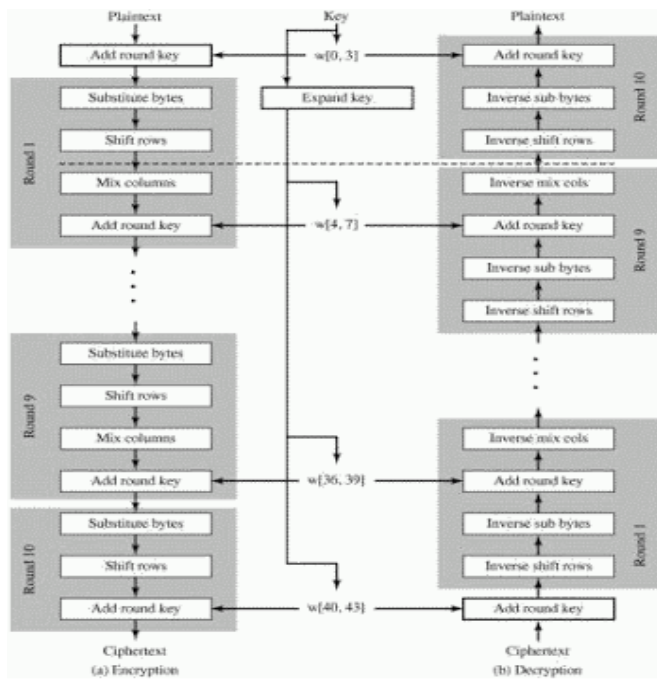 Plaintext
Add round key
Round 1
Substitute bytes
Shift rows
Mix columns
Add round key
Round 9
Substitute bytes
Shift rows
Mix columns
Add round key
Round 10
Substitute bytes
Shift rows
Add round key
Ciphertext
(a) Encryption
Key
w[0, 3]
Expand key
w[4, 7]
w[36, 39]
w[40, 43]
Plaintext
Add round key
Inverse sub bytes
Inverse shift rows
Round 10
Inverse mix cols
Add round key
Inverse sub bytes
Inverse shift rows
Round 9
Inverse mix cols
Add round key
Inverse sub bytes
Inverse shift rows
Round 1
Add round key
Ciphertext
(b) Decryption